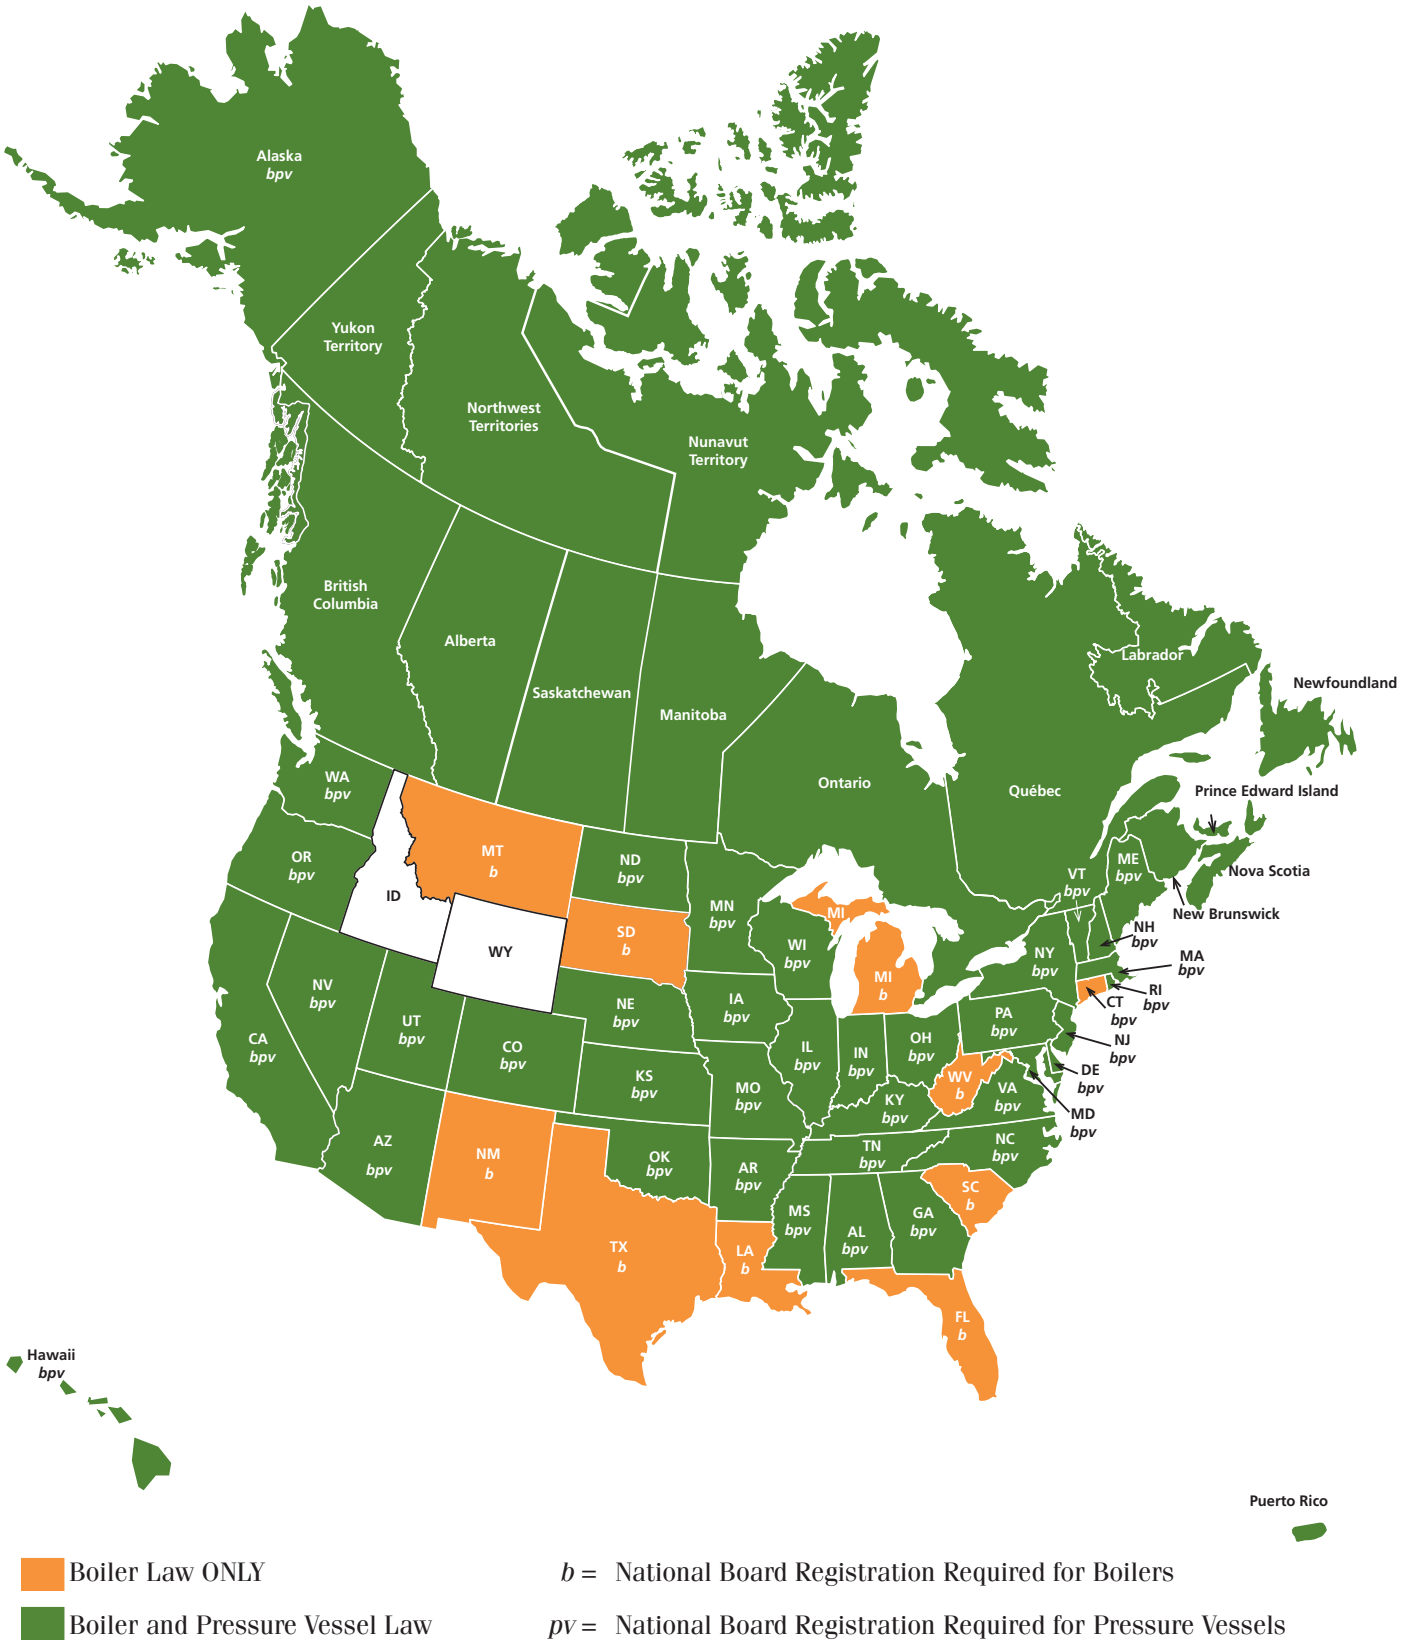 Alaska
bpv
Yukon
Territory
Northwest
Territories
Nunavut
Territory
British
Columbia
Alberta
Saskatchewan
Manitoba
Ontario
Québec
Labrador
Newfoundland
Prince Edward Island
Nova Scotia
New Brunswick
WA
bpv
OR
bpv
ID
MT
b
WY
ND
bpv
SD
b
MN
bpv
WI
bpv
MI
MI
b
NY
bpv
VT
bpv
ME
bpv
NH
bpv
MA
bpv
RI
bpv
CT
bpv
NJ
bpv
DE
bpv
MD
bpv
CA
bpv
NV
bpv
UT
bpv
CO
bpv
NE
bpv
IA
bpv
IL
bpv
IN
bpv
OH
bpv
PA
bpv
WV
b
VA
bpv
KS
bpv
MO
bpv
KY
bpv
AZ
bpv
NM
b
OK
bpv
AR
bpv
TN
bpv
NC
bpv
SC
b
TX
b
LA
b
MS
bpv
AL
bpv
GA
bpv
FL
b
Hawaii
bpv
Puerto Rico
Boiler Law ONLY
b = National Board Registration Required for Boilers
Boiler and Pressure Vessel Law
pv = National Board Registration Required for Pressure Vessels